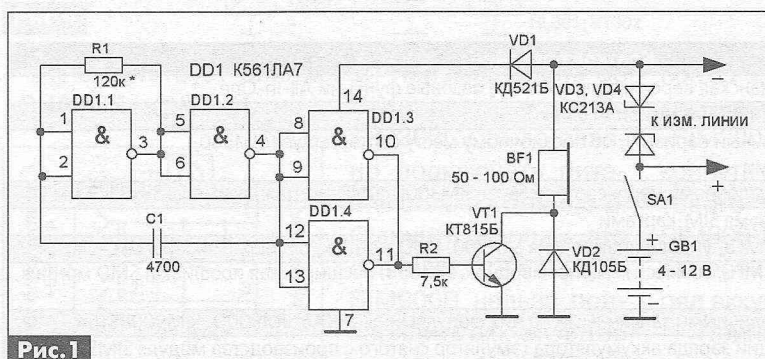 R1
120к *
DD1 К561ЛА7
DD1.1
&
1
2
3
DD1.2
&
5
6
4
DD1.3
&
14
8
9
10
DD1.4
&
12
13
11
7
C1
4700
R2
7,5к
VT1
КТ815Б
VD1
КД521Б
VD2
КД105Б
BF1
50 - 100 Ом
VD3, VD4
КС213А
К ИЗМ. ЛИНИИ
–
+
SA1
+
GB1
4 - 12 В
–
Рис.1